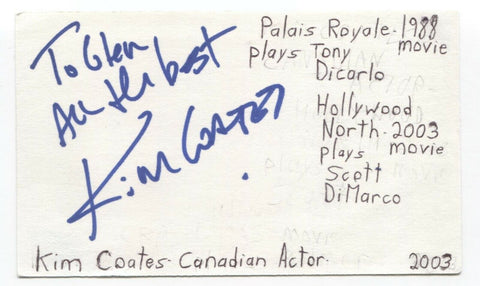 To Glen
All the best
Kim COATES
Palais Royale-1988
plays Tony movie
Dicarlo
Hollywood
North-2003
plays movie
Scott
DiMarco
Kim Coates-Canadian Actor- 2003